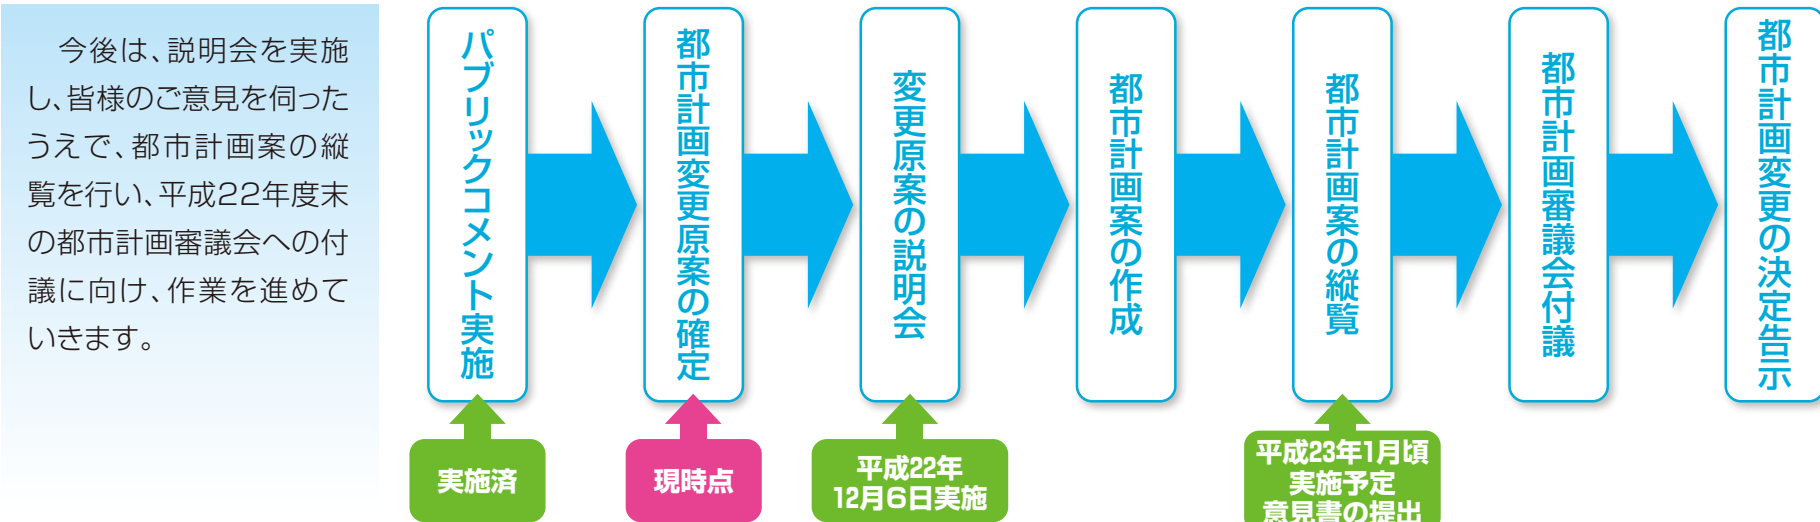 今後は、説明会を実施
し、皆様のご意見を伺った
うえで、都市計画案の縦
覧を行い、平成22年度末
の都市計画審議会への付
議に向け、作業を進めて
いきます。
パブリックコメント実施
都市計画変更原案の確定
変更原案の説明会
都市計画案の作成
都市計画案の縦覧
都市計画審議会付議
都市計画変更の決定告示
実施済
現時点
平成22年
12月6日実施
平成23年1月頃
実施予定
意見書の提出